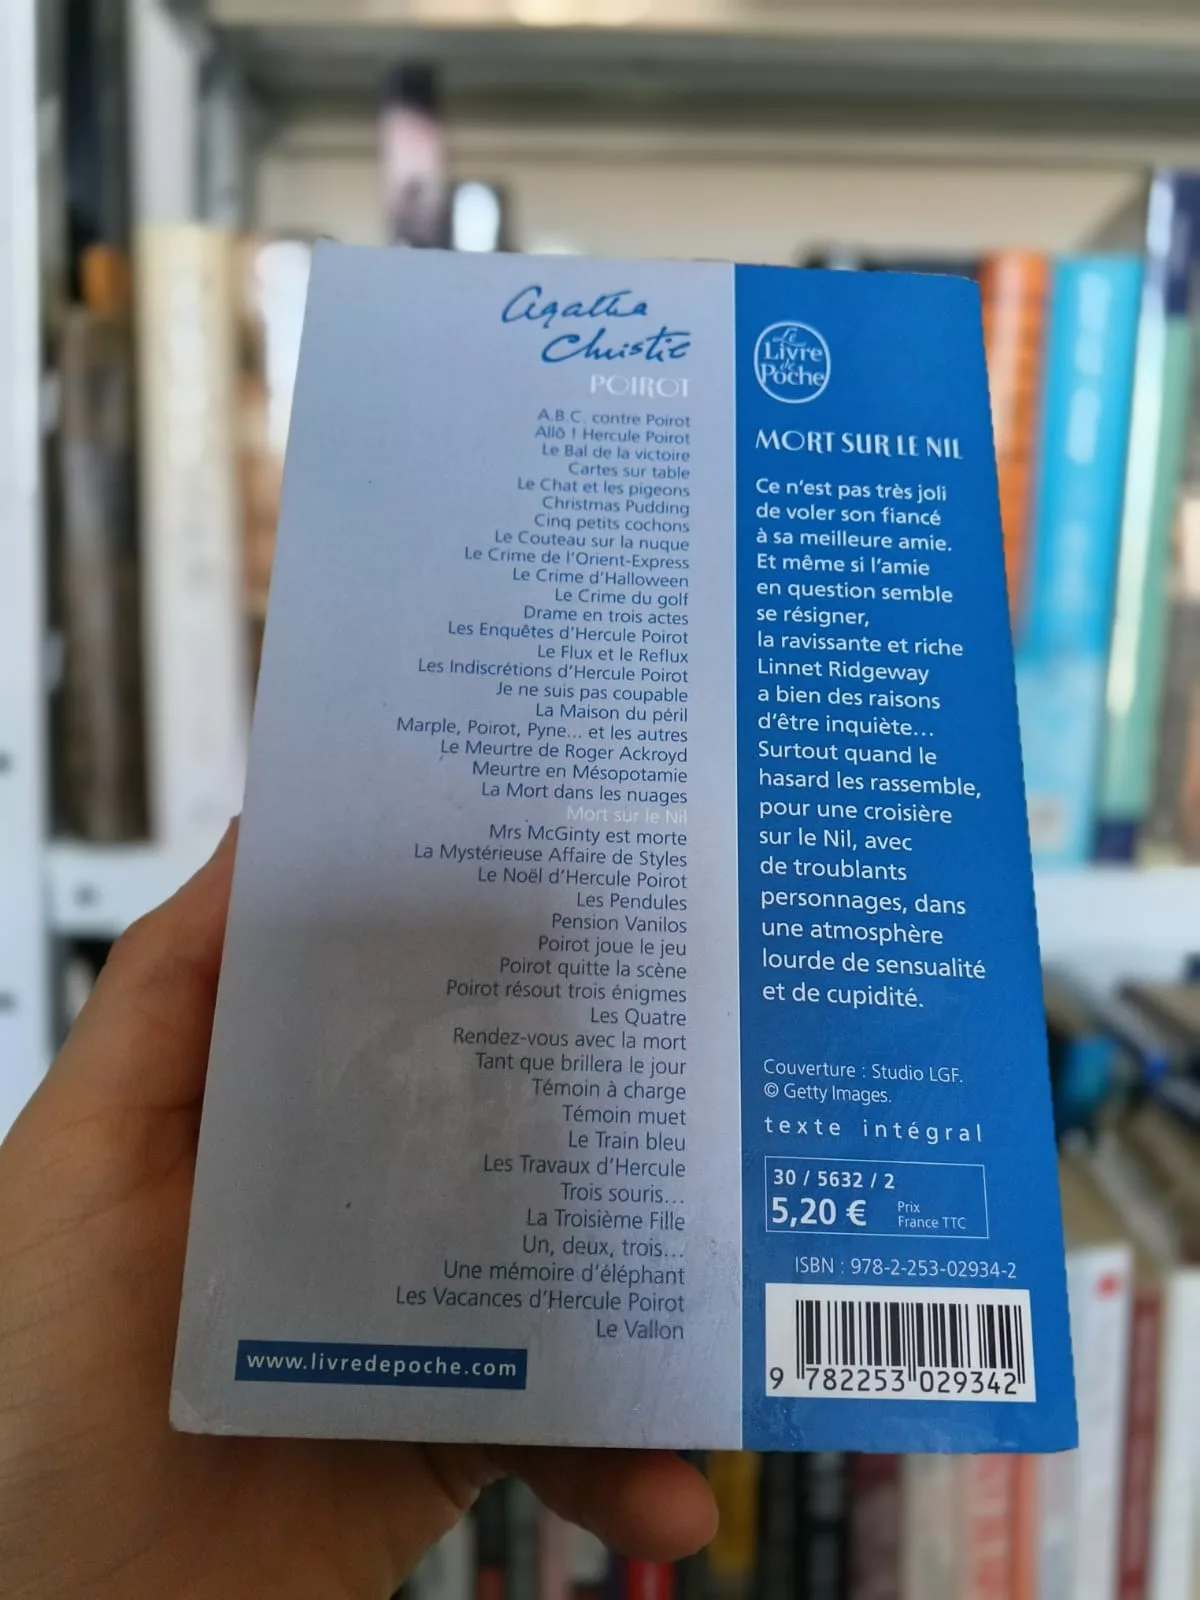 Agatha
Christie
POIROT
A.B.C. contre Poirot
Allô ! Hercule Poirot
Le Bal de la victoire
Cartes sur table
Le Chat et les pigeons
Christmas Pudding
Cinq petits cochons
Le Couteau sur la nuque
Le Crime de l'Orient-Express
Le Crime d'Halloween
Le Crime du golf
Drame en trois actes
Les Enquêtes d'Hercule Poirot
Le Flux et le Reflux
Les Indiscrétions d'Hercule Poirot
Je ne suis pas coupable
La Maison du péril
Marple, Poirot, Pyne... et les autres
Le Meurtre de Roger Ackroyd
Meurtre en Mésopotamie
La Mort dans les nuages
Mort sur le Nil
Mrs McGinty est morte
La Mystérieuse Affaire de Styles
Le Noël d'Hercule Poirot
Les Pendules
Pension Vanilos
Poirot joue le jeu
Poirot quitte la scène
Poirot résout trois énigmes
Les Quatre
Rendez-vous avec la mort
Tant que brillera le jour
Témoin à charge
Témoin muet
Le Train bleu
Les Travaux d'Hercule
Trois souris...
La Troisième Fille
Un, deux, trois...
Une mémoire d'éléphant
Les Vacances d'Hercule Poirot
Le Vallon
www.livredepoche.com
Le
Livre
de
Poche
MORT SUR LE NIL
Ce n'est pas très joli
de voler son fiancé
à sa meilleure amie.
Et même si l'amie
en question semble
se résigner,
la ravissante et riche
Linnet Ridgeway
a bien des raisons
d'être inquiète...
Surtout quand le
hasard les rassemble,
pour une croisière
sur le Nil, avec
de troublants
personnages, dans
une atmosphère
lourde de sensualité
et de cupidité.
Couverture : Studio LGF.
© Getty Images.
texte intégral
30 / 5632 / 2
5,20 € Prix
France TTC
ISBN : 978-2-253-02934-2
9 782253 029342